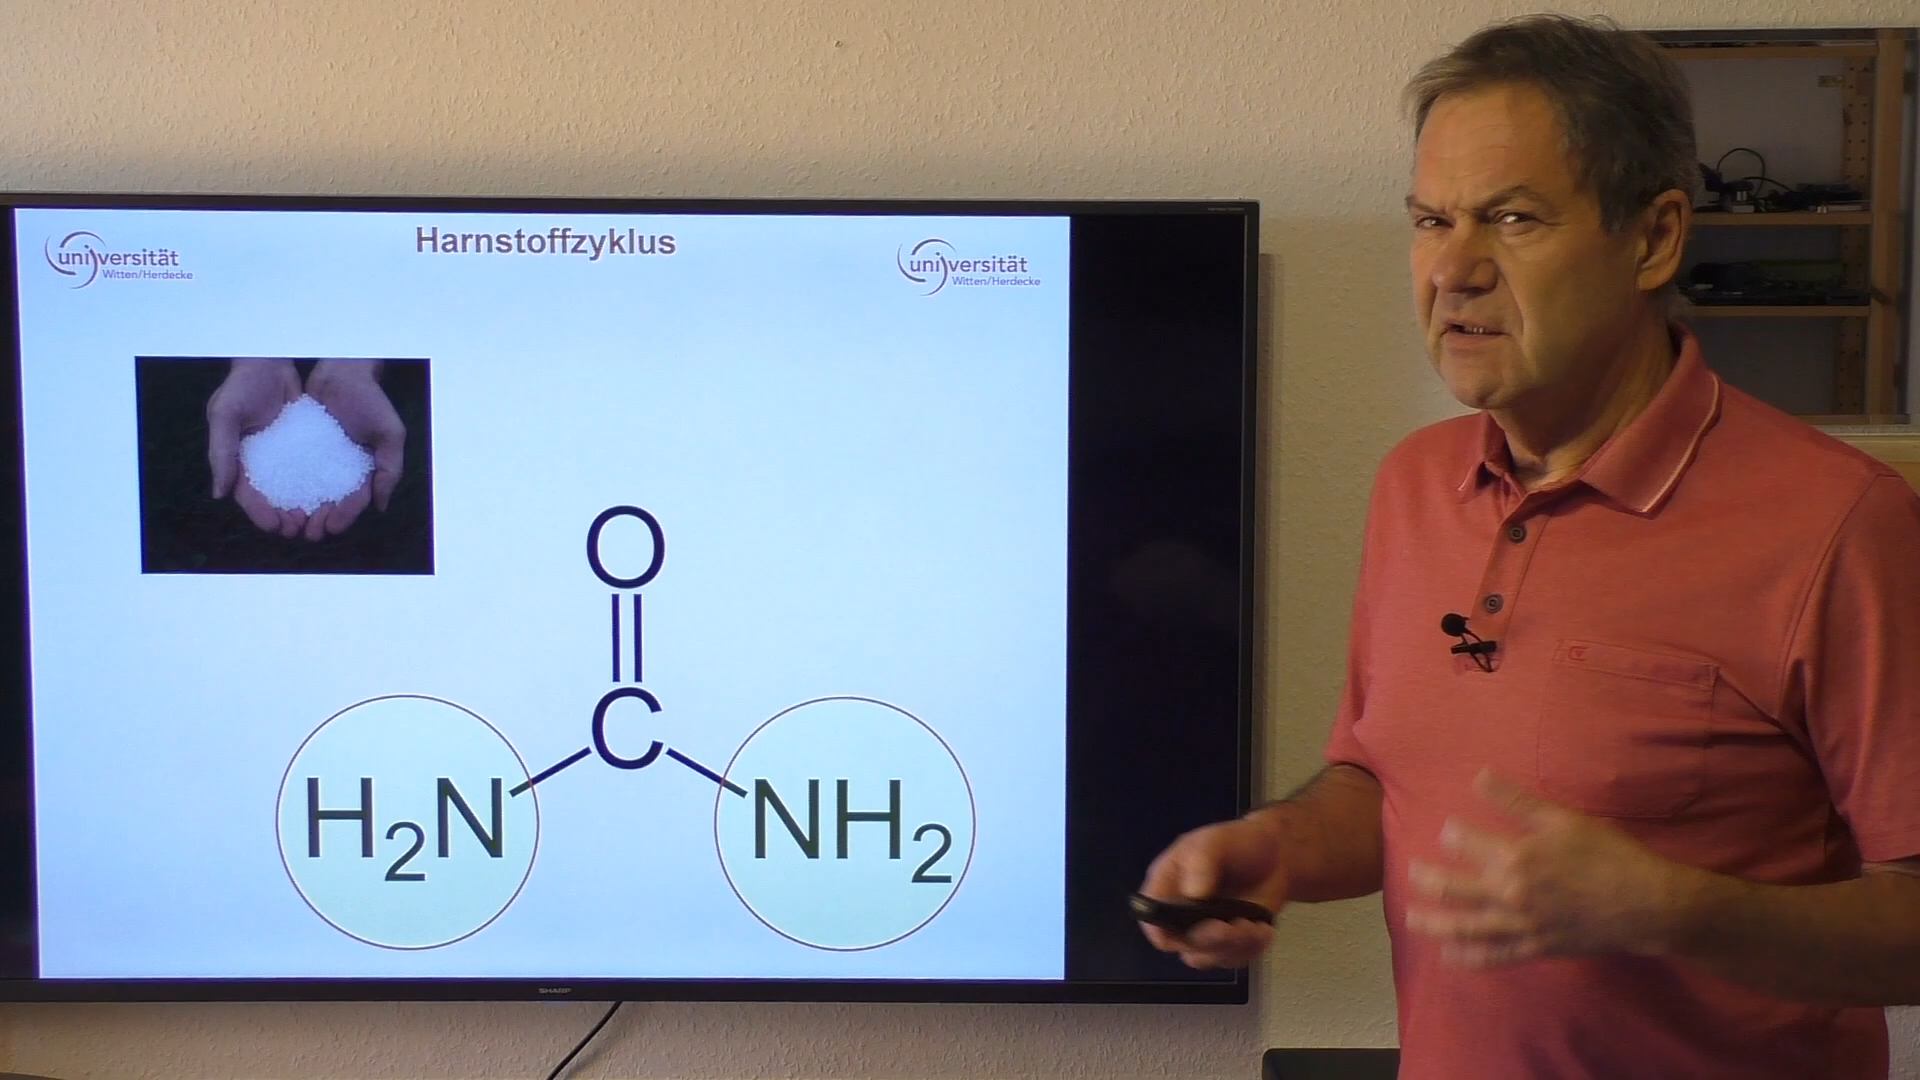 Harnstoffzyklus
universität
Witten/Herdecke
universität
Witten/Herdecke
O
C
H₂N
NH₂
SHARP